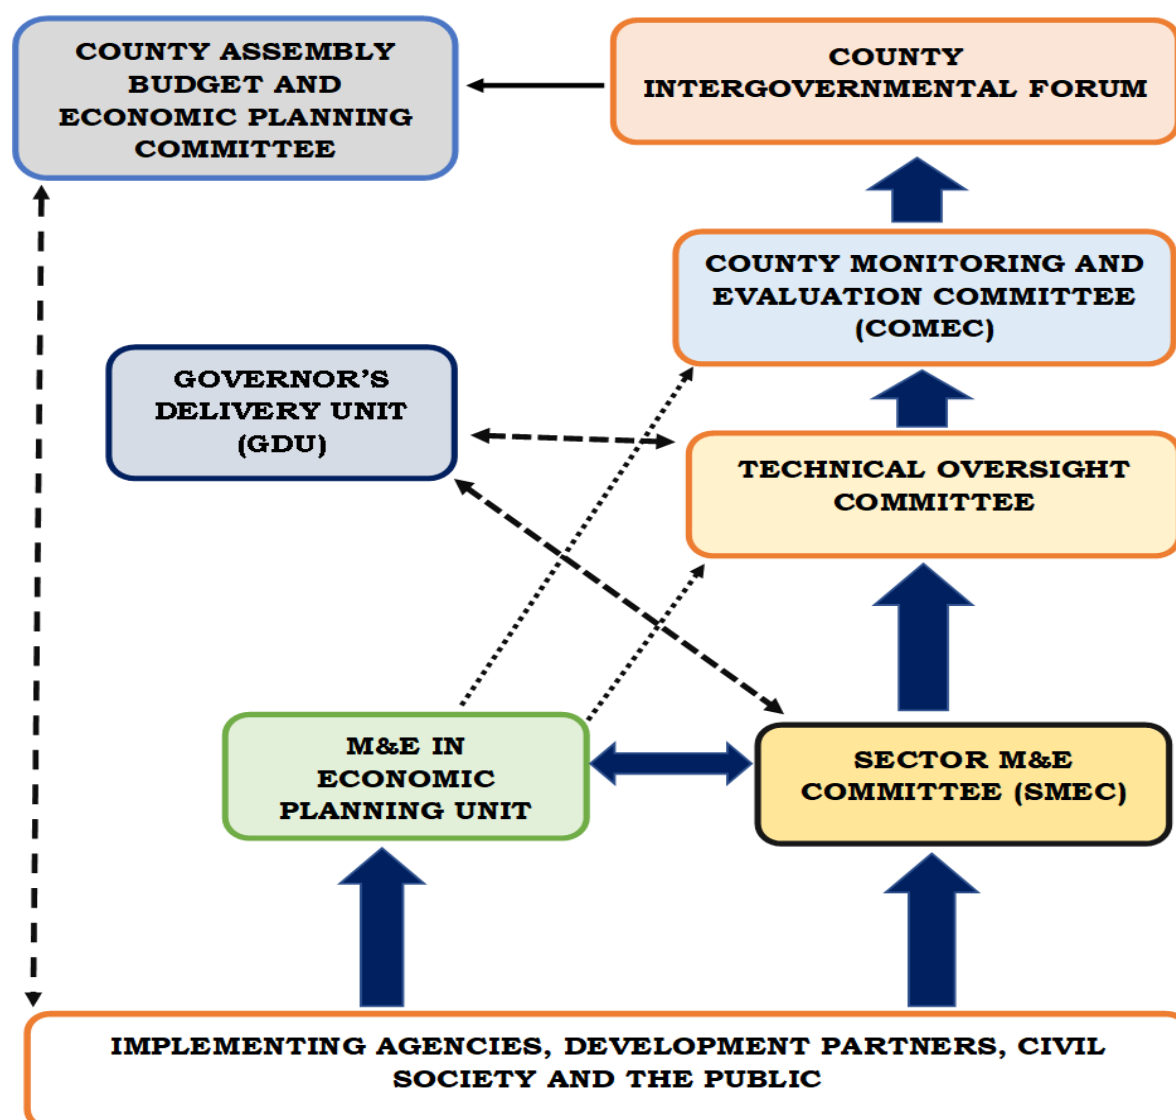 COUNTY ASSEMBLY
BUDGET AND
ECONOMIC PLANNING
COMMITTEE
COUNTY
INTERGOVERNMENTAL FORUM
COUNTY MONITORING AND
EVALUATION COMMITTEE
(COMEC)
GOVERNOR’S
DELIVERY UNIT
(GDU)
TECHNICAL OVERSIGHT
COMMITTEE
M&E IN
ECONOMIC
PLANNING UNIT
SECTOR M&E
COMMITTEE (SMEC)
IMPLEMENTING AGENCIES, DEVELOPMENT PARTNERS, CIVIL
SOCIETY AND THE PUBLIC